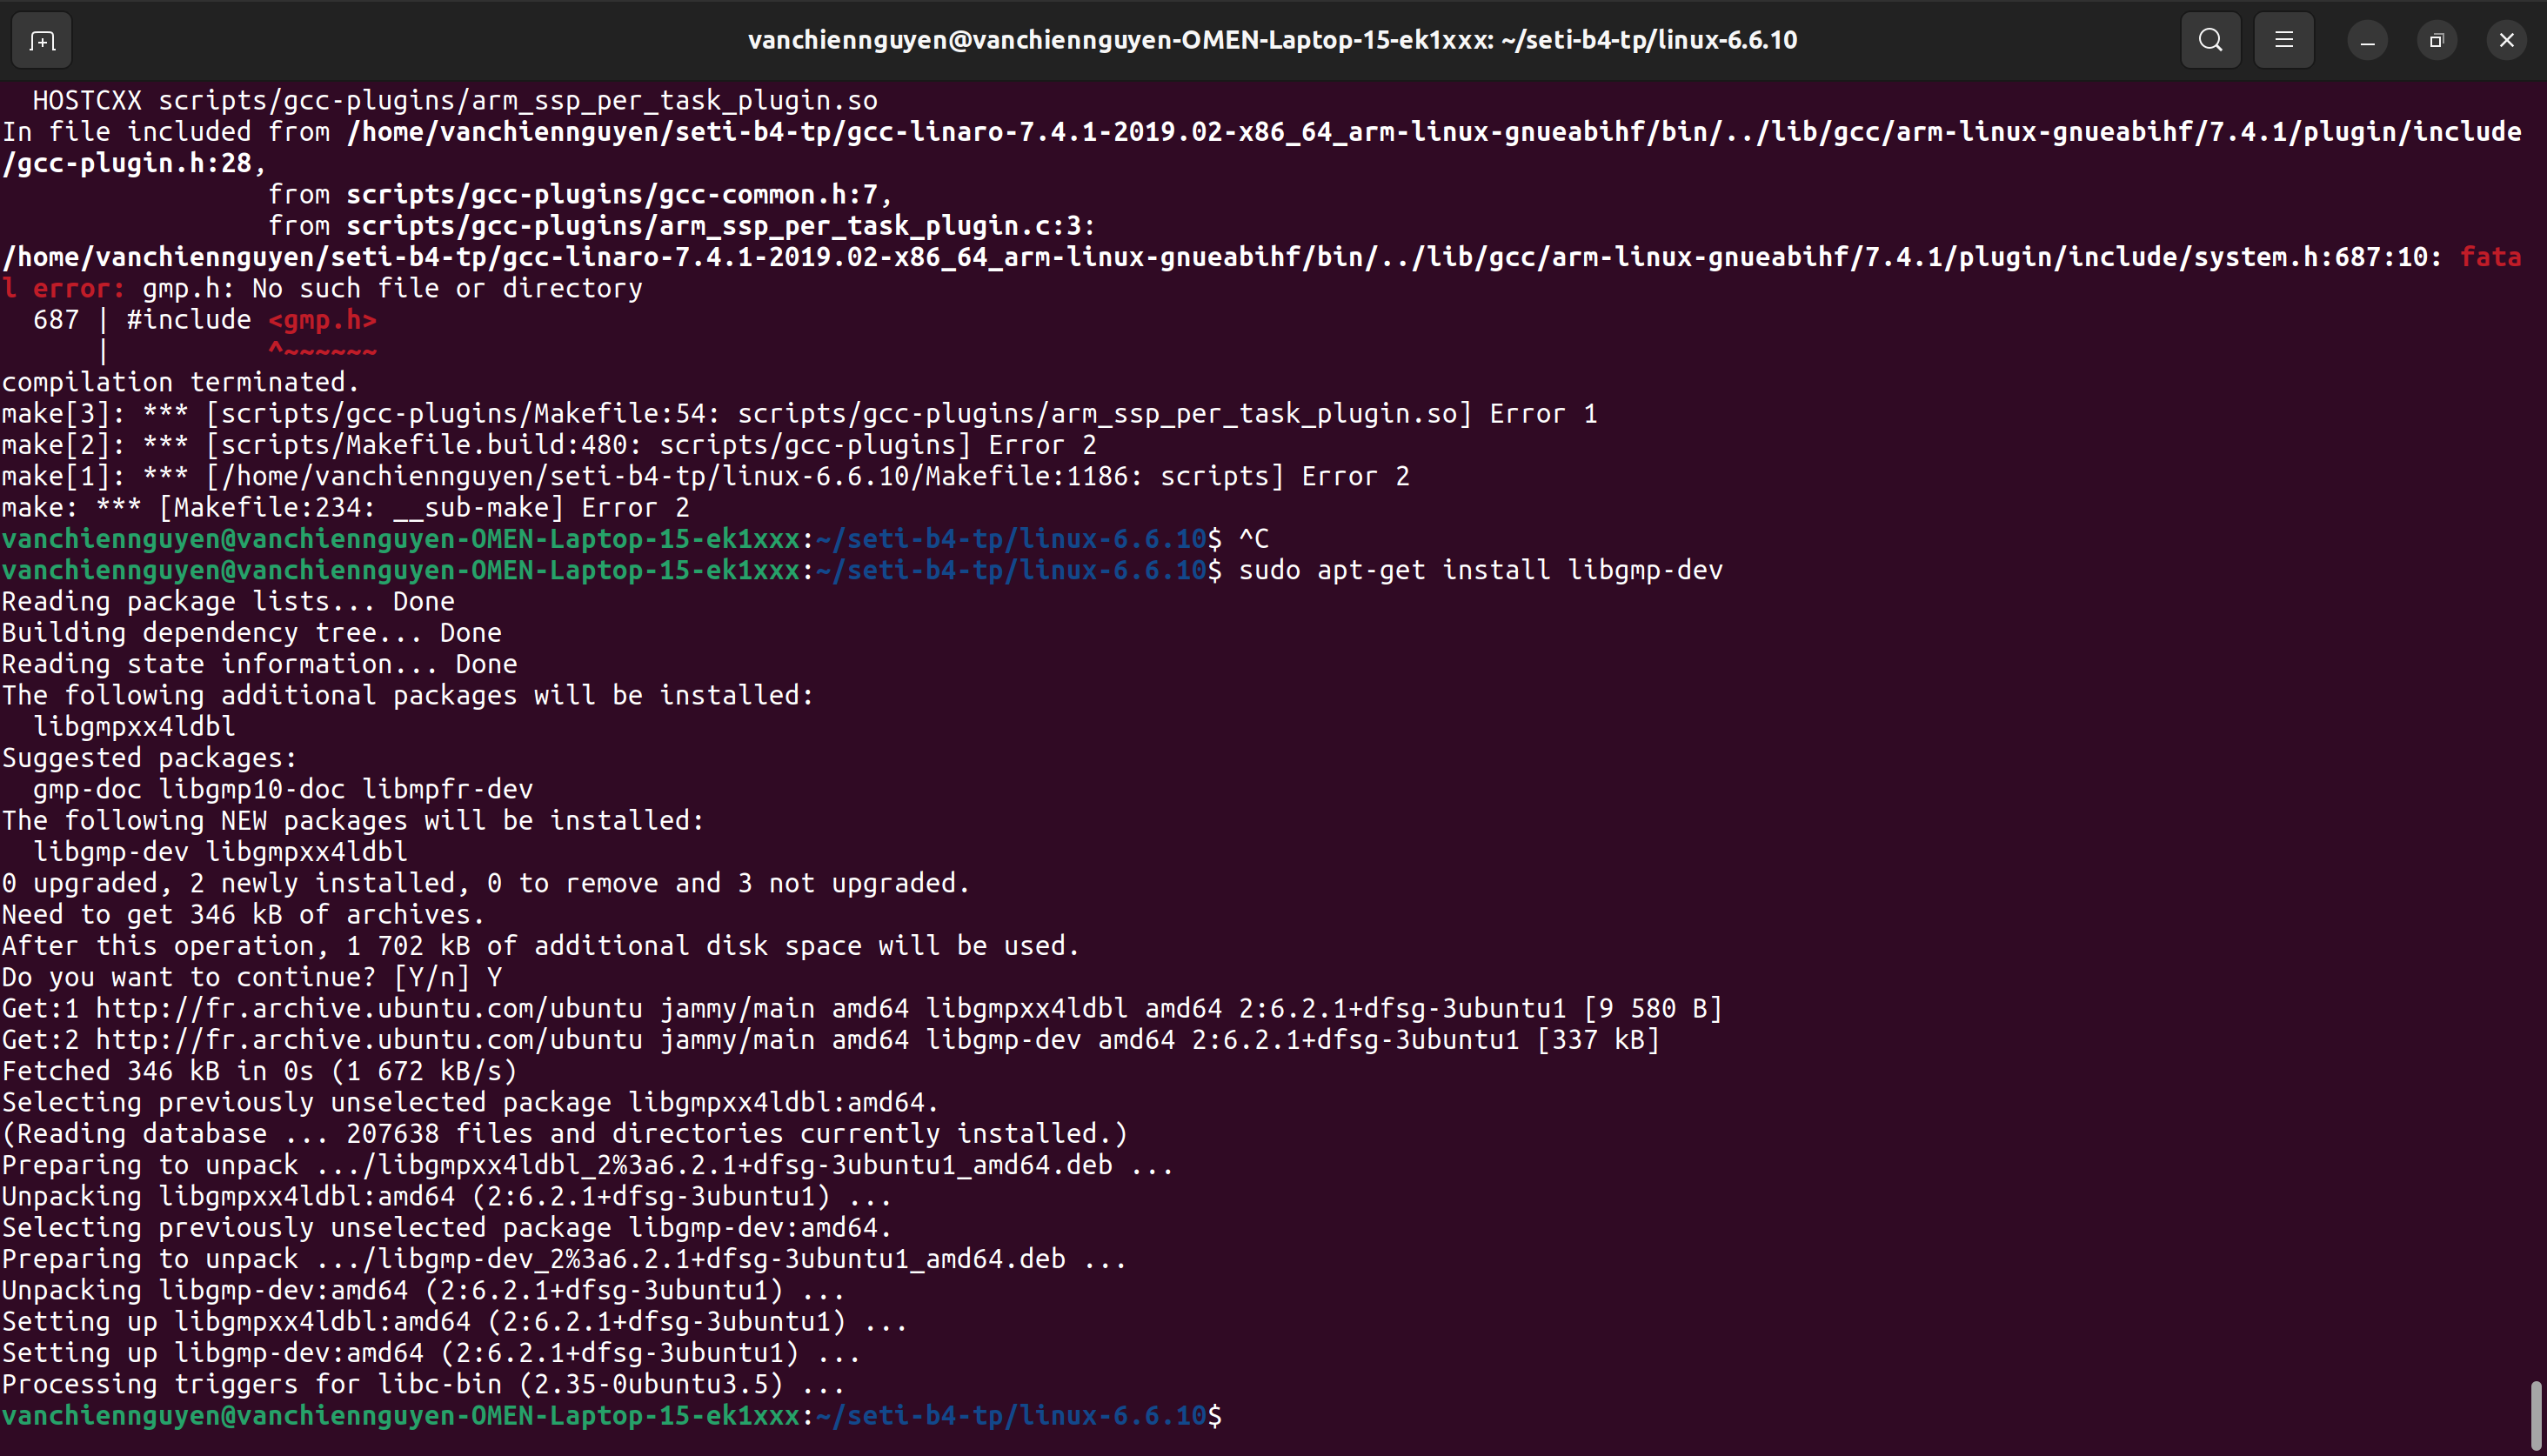 vanchiennguyen@vanchiennguyen-OMEN-Laptop-15-ek1xxx: ~/seti-b4-tp/linux-6.6.10
  HOSTCXX scripts/gcc-plugins/arm_ssp_per_task_plugin.so
In file included from /home/vanchiennguyen/seti-b4-tp/gcc-linaro-7.4.1-2019.02-x86_64_arm-linux-gnueabihf/bin/../lib/gcc/arm-linux-gnueabihf/7.4.1/plugin/include
/gcc-plugin.h:28,
                 from scripts/gcc-plugins/gcc-common.h:7,
                 from scripts/gcc-plugins/arm_ssp_per_task_plugin.c:3:
/home/vanchiennguyen/seti-b4-tp/gcc-linaro-7.4.1-2019.02-x86_64_arm-linux-gnueabihf/bin/../lib/gcc/arm-linux-gnueabihf/7.4.1/plugin/include/system.h:687:10: fata
l error: gmp.h: No such file or directory
  687 | #include <gmp.h>
      |          ^~~~~~~
compilation terminated.
make[3]: *** [scripts/gcc-plugins/Makefile:54: scripts/gcc-plugins/arm_ssp_per_task_plugin.so] Error 1
make[2]: *** [scripts/Makefile.build:480: scripts/gcc-plugins] Error 2
make[1]: *** [/home/vanchiennguyen/seti-b4-tp/linux-6.6.10/Makefile:1186: scripts] Error 2
make: *** [Makefile:234: __sub-make] Error 2
vanchiennguyen@vanchiennguyen-OMEN-Laptop-15-ek1xxx:~/seti-b4-tp/linux-6.6.10$ ^C
vanchiennguyen@vanchiennguyen-OMEN-Laptop-15-ek1xxx:~/seti-b4-tp/linux-6.6.10$ sudo apt-get install libgmp-dev
Reading package lists... Done
Building dependency tree... Done
Reading state information... Done
The following additional packages will be installed:
  libgmpxx4ldbl
Suggested packages:
  gmp-doc libgmp10-doc libmpfr-dev
The following NEW packages will be installed:
  libgmp-dev libgmpxx4ldbl
0 upgraded, 2 newly installed, 0 to remove and 3 not upgraded.
Need to get 346 kB of archives.
After this operation, 1 702 kB of additional disk space will be used.
Do you want to continue? [Y/n] Y
Get:1 http://fr.archive.ubuntu.com/ubuntu jammy/main amd64 libgmpxx4ldbl amd64 2:6.2.1+dfsg-3ubuntu1 [9 580 B]
Get:2 http://fr.archive.ubuntu.com/ubuntu jammy/main amd64 libgmp-dev amd64 2:6.2.1+dfsg-3ubuntu1 [337 kB]
Fetched 346 kB in 0s (1 672 kB/s)
Selecting previously unselected package libgmpxx4ldbl:amd64.
(Reading database ... 207638 files and directories currently installed.)
Preparing to unpack .../libgmpxx4ldbl_2%3a6.2.1+dfsg-3ubuntu1_amd64.deb ...
Unpacking libgmpxx4ldbl:amd64 (2:6.2.1+dfsg-3ubuntu1) ...
Selecting previously unselected package libgmp-dev:amd64.
Preparing to unpack .../libgmp-dev_2%3a6.2.1+dfsg-3ubuntu1_amd64.deb ...
Unpacking libgmp-dev:amd64 (2:6.2.1+dfsg-3ubuntu1) ...
Setting up libgmpxx4ldbl:amd64 (2:6.2.1+dfsg-3ubuntu1) ...
Setting up libgmp-dev:amd64 (2:6.2.1+dfsg-3ubuntu1) ...
Processing triggers for libc-bin (2.35-0ubuntu3.5) ...
vanchiennguyen@vanchiennguyen-OMEN-Laptop-15-ek1xxx:~/seti-b4-tp/linux-6.6.10$